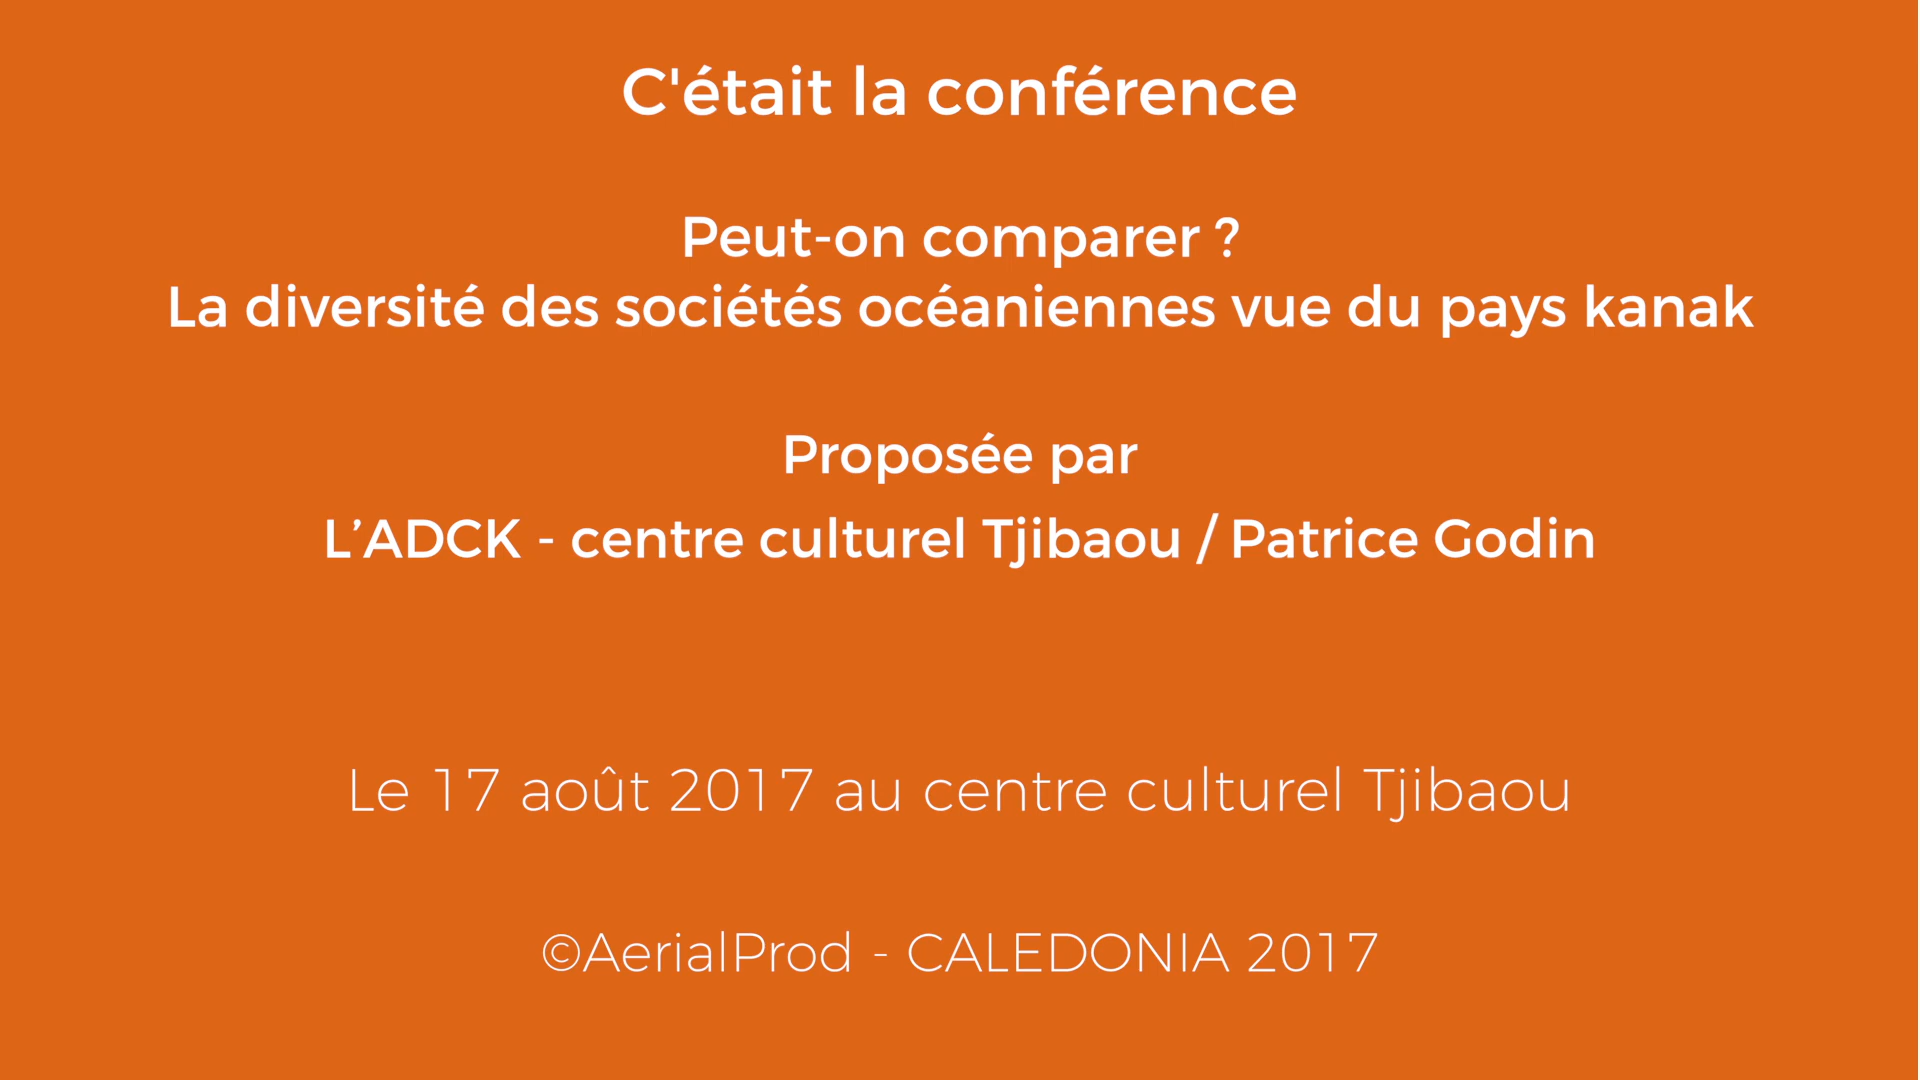 C'était la conférence
Peut-on comparer ?
La diversité des sociétés océaniennes vue du pays kanak
Proposée par
L’ADCK - centre culturel Tjibaou / Patrice Godin
Le 17 août 2017 au centre culturel Tjibaou
©AerialProd - CALEDONIA 2017